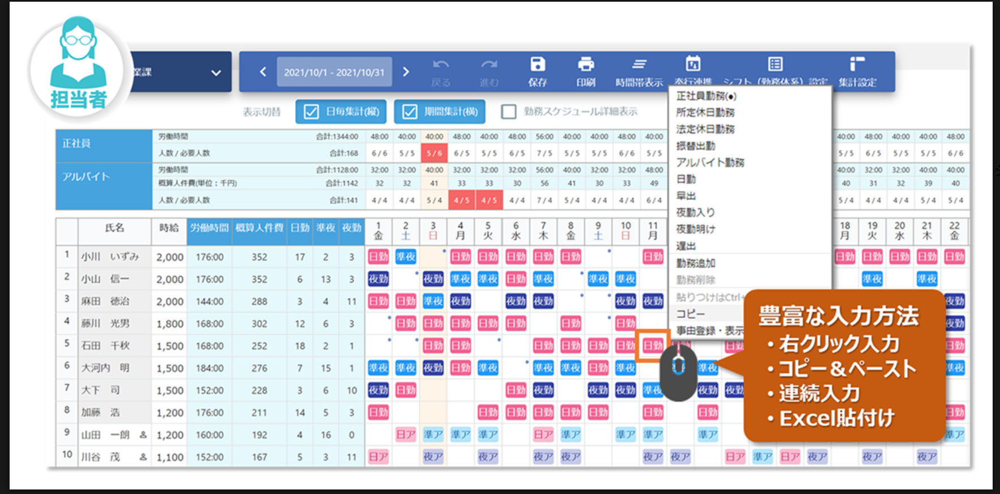 担当者
業課
2021/10/1 - 2021/10/31
戻る 進む 保存 印刷 時間帯表示 奉行連携 シフト（勤務体系）設定 集計設定
表示切替 日毎集計(縦) 期間集計(横) 勤務スケジュール詳細表示
正社員 労働時間 合計:1344:00 48:00 40:00 40:00 48:00 40:00 48:00 56:00 40:00 40:00 48:00 40:00 40:00 48:00 40:00 40:00 48:00
人数 / 必要人数 合計:168 6 / 6 5 / 5 5 / 6 6 / 5 5 / 5 6 / 5 7 / 5 5 / 5 5 / 5 6 / 6 5 / 5 5 / 5 6 / 5 5 / 5 5 / 5 6 / 6
アルバイト 労働時間 合計:1128:00 32:00 32:00 40:00 32:00 32:00 32:00 56:00 40:00 32:00 32:00 48:00 40:00 32:00 32:00 40:00 40:00
概算人件費(単位：千円) 合計:1142 32 32 41 33 33 30 56 41 30 33 49 40 31 32 39 40
人数 / 必要人数 合計:141 4 / 4 4 / 4 5 / 4 4 / 5 4 / 5 4 / 4 7 / 4 5 / 4 4 / 4 4 / 4 6 / 4 5 / 4 4 / 4 4 / 4 5 / 4 5 / 4
氏名 時給 労働時間 概算人件費 日勤 準夜 夜勤 1 2 3 4 5 6 7 8 9 10 11 18 19 20 21 22
金 土 日 月 火 水 木 金 土 日 月 月 火 水 木 金
1 小川 いずみ 2,000 176:00 352 17 2 3 日勤 準夜 日勤 日勤 日勤 日勤 日勤 日勤 日勤 日勤 日勤 日勤 日勤
2 小山 信一 2,000 176:00 352 6 13 3 夜勤 夜勤 準夜 準夜 日勤 準夜 準夜 準夜 準夜 準夜
3 麻田 徳治 2,000 144:00 288 3 4 11 日勤 日勤 準夜 夜勤 夜勤 夜勤 夜勤 夜勤 夜勤
4 藤川 光男 1,800 168:00 302 12 6 3 日勤 日勤 日勤 日勤 日勤 日勤 日勤 夜勤
5 石田 千秋 1,500 168:00 252 18 2 1 日勤 日勤 日勤 日勤 日勤 日勤 日勤 日勤 日勤
6 大河内 明 1,500 184:00 276 7 15 1 準夜 準夜 夜勤 日勤 準夜 準夜 準夜 日勤 準夜 準夜 準夜
7 大下 司 1,500 152:00 228 3 6 10 夜勤 日勤 日勤 夜勤 夜勤 夜勤 準夜 夜勤 夜勤
8 加藤 浩 1,200 176:00 211 14 5 3 日勤 日勤 日勤 日勤 日勤 日勤 日勤 日勤 日勤
9 山田 一朗 1,200 160:00 192 4 16 0 日ア 準ア 準ア 準ア 日ア 準ア 準ア 準ア 準ア 準ア
10 川谷 茂 1,100 152:00 167 5 3 11 日ア 夜ア 夜ア 夜ア 夜ア 夜ア 夜ア 日ア 準ア 日ア 夜ア 夜ア 夜ア
正社員勤務(●)
所定休日勤務
法定休日勤務
振替出勤
アルバイト勤務
日勤
早出
夜勤入り
夜勤明け
遅出
勤務追加
勤務削除
貼りつけはCtrl+
コピー
事由登録・表示
豊富な入力方法
・右クリック入力
・コピー＆ペースト
・連続入力
・Excel貼付け